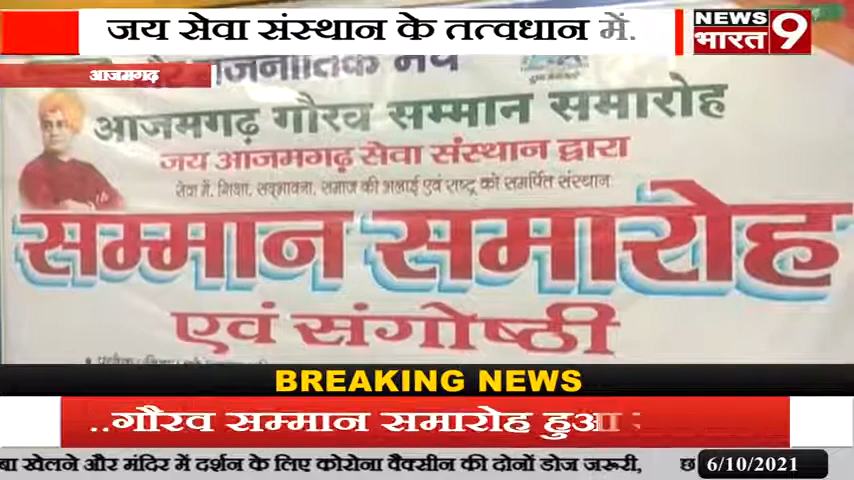 जय सेवा संस्थान के तत्वधान में.
NEWS
भारत 9
आजमगढ़
आजमगढ़ गौरव सम्मान समारोह
जय आजमगढ़ सेवा संस्थान द्वारा
सेवा में, शिक्षा, सद्भावना, समाज की भलाई एवं राष्ट्र को समर्पित संस्थान
सम्मान समारोह
एवं संगोष्ठी
BREAKING NEWS
..गौरव सम्मान समारोह हुआ
खेलने और मंदिर में दर्शन के लिए कोरोना वैक्सीन की दोनों डोज जरूरी,
6/10/2021